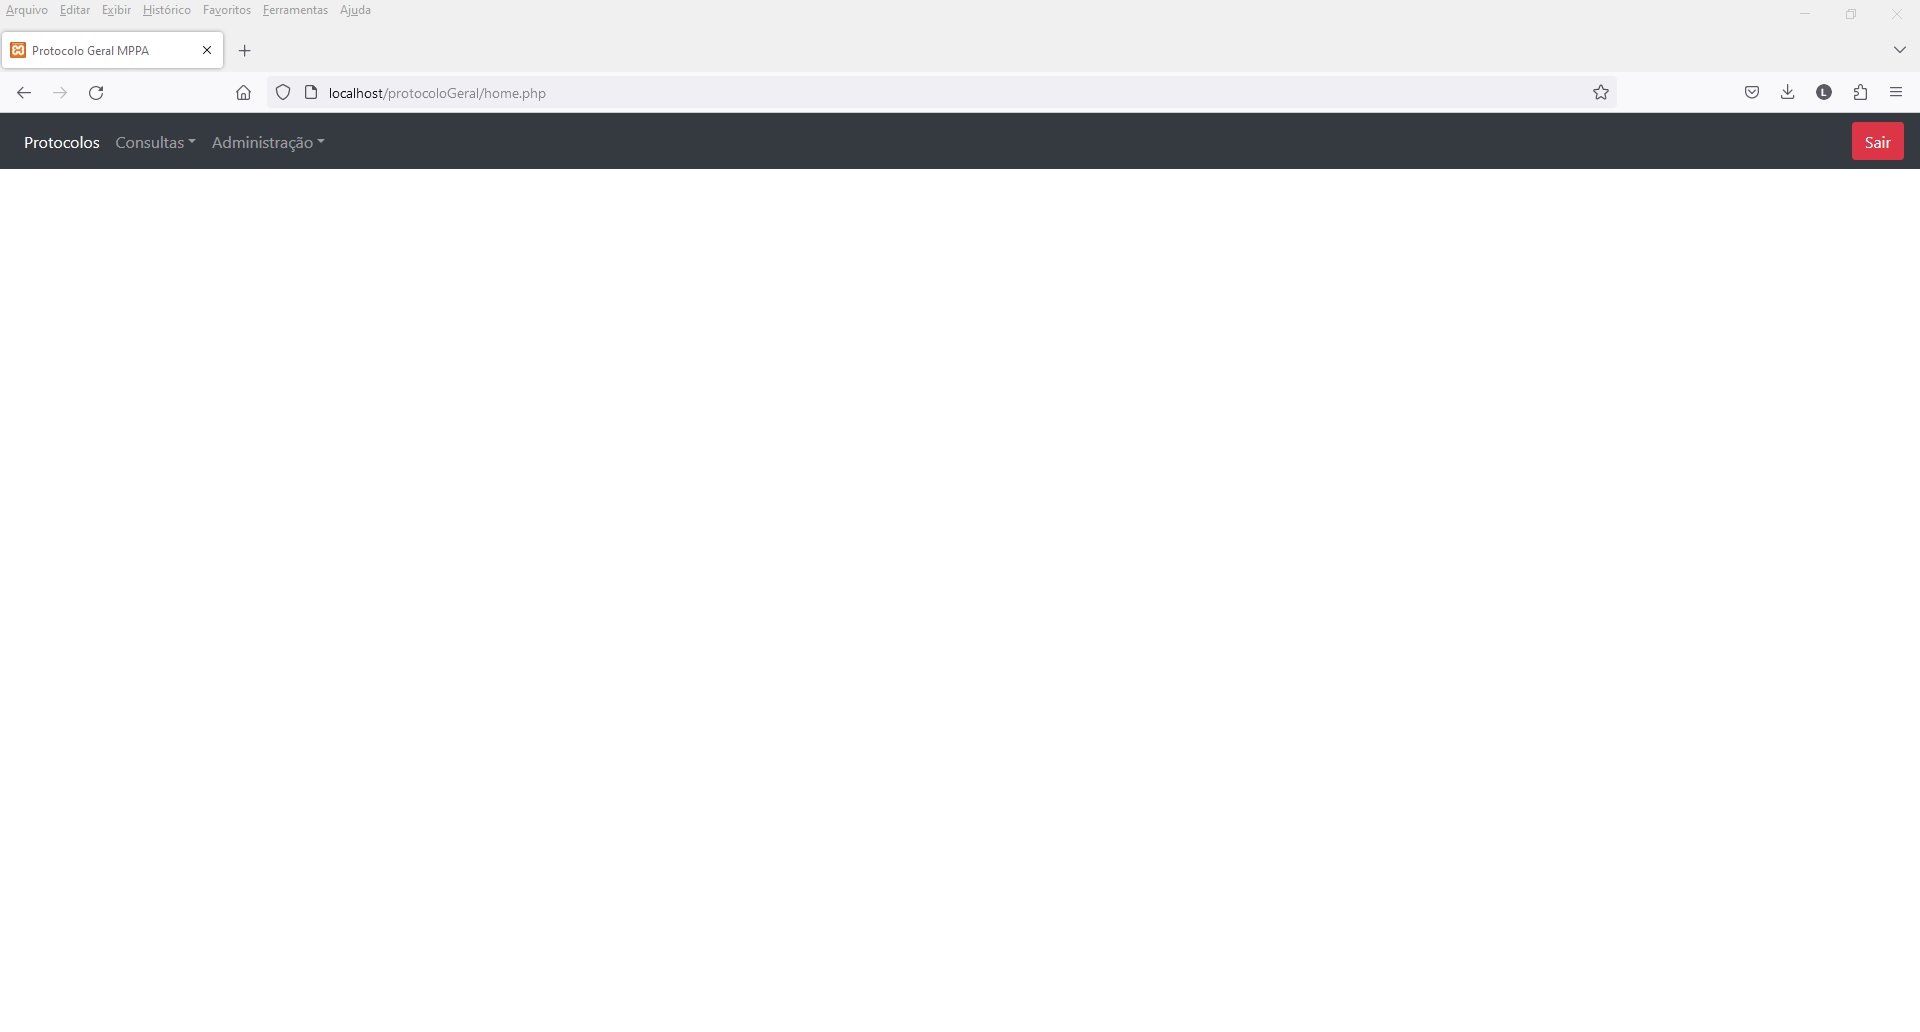 Arquivo Editar Exibir Histórico Favoritos Ferramentas Ajuda
Protocolo Geral MPPA
localhost/protocoloGeral/home.php
L
Protocolos Consultas Administração Sair